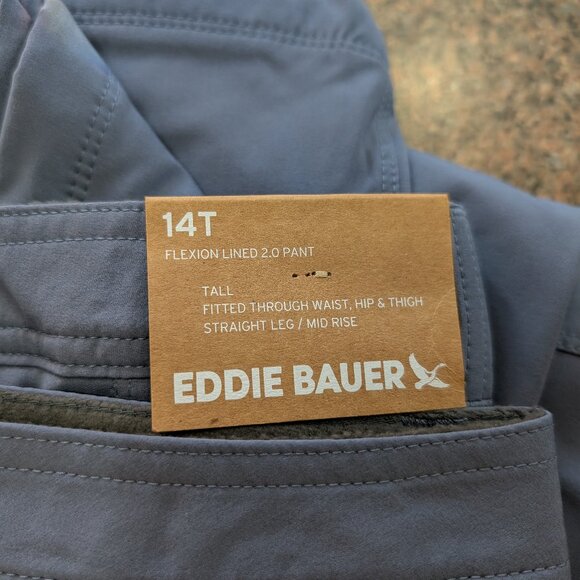 14T
FLEXION LINED 2.0 PANT
TALL
FITTED THROUGH WAIST, HIP & THIGH
STRAIGHT LEG / MID RISE
EDDIE BAUER